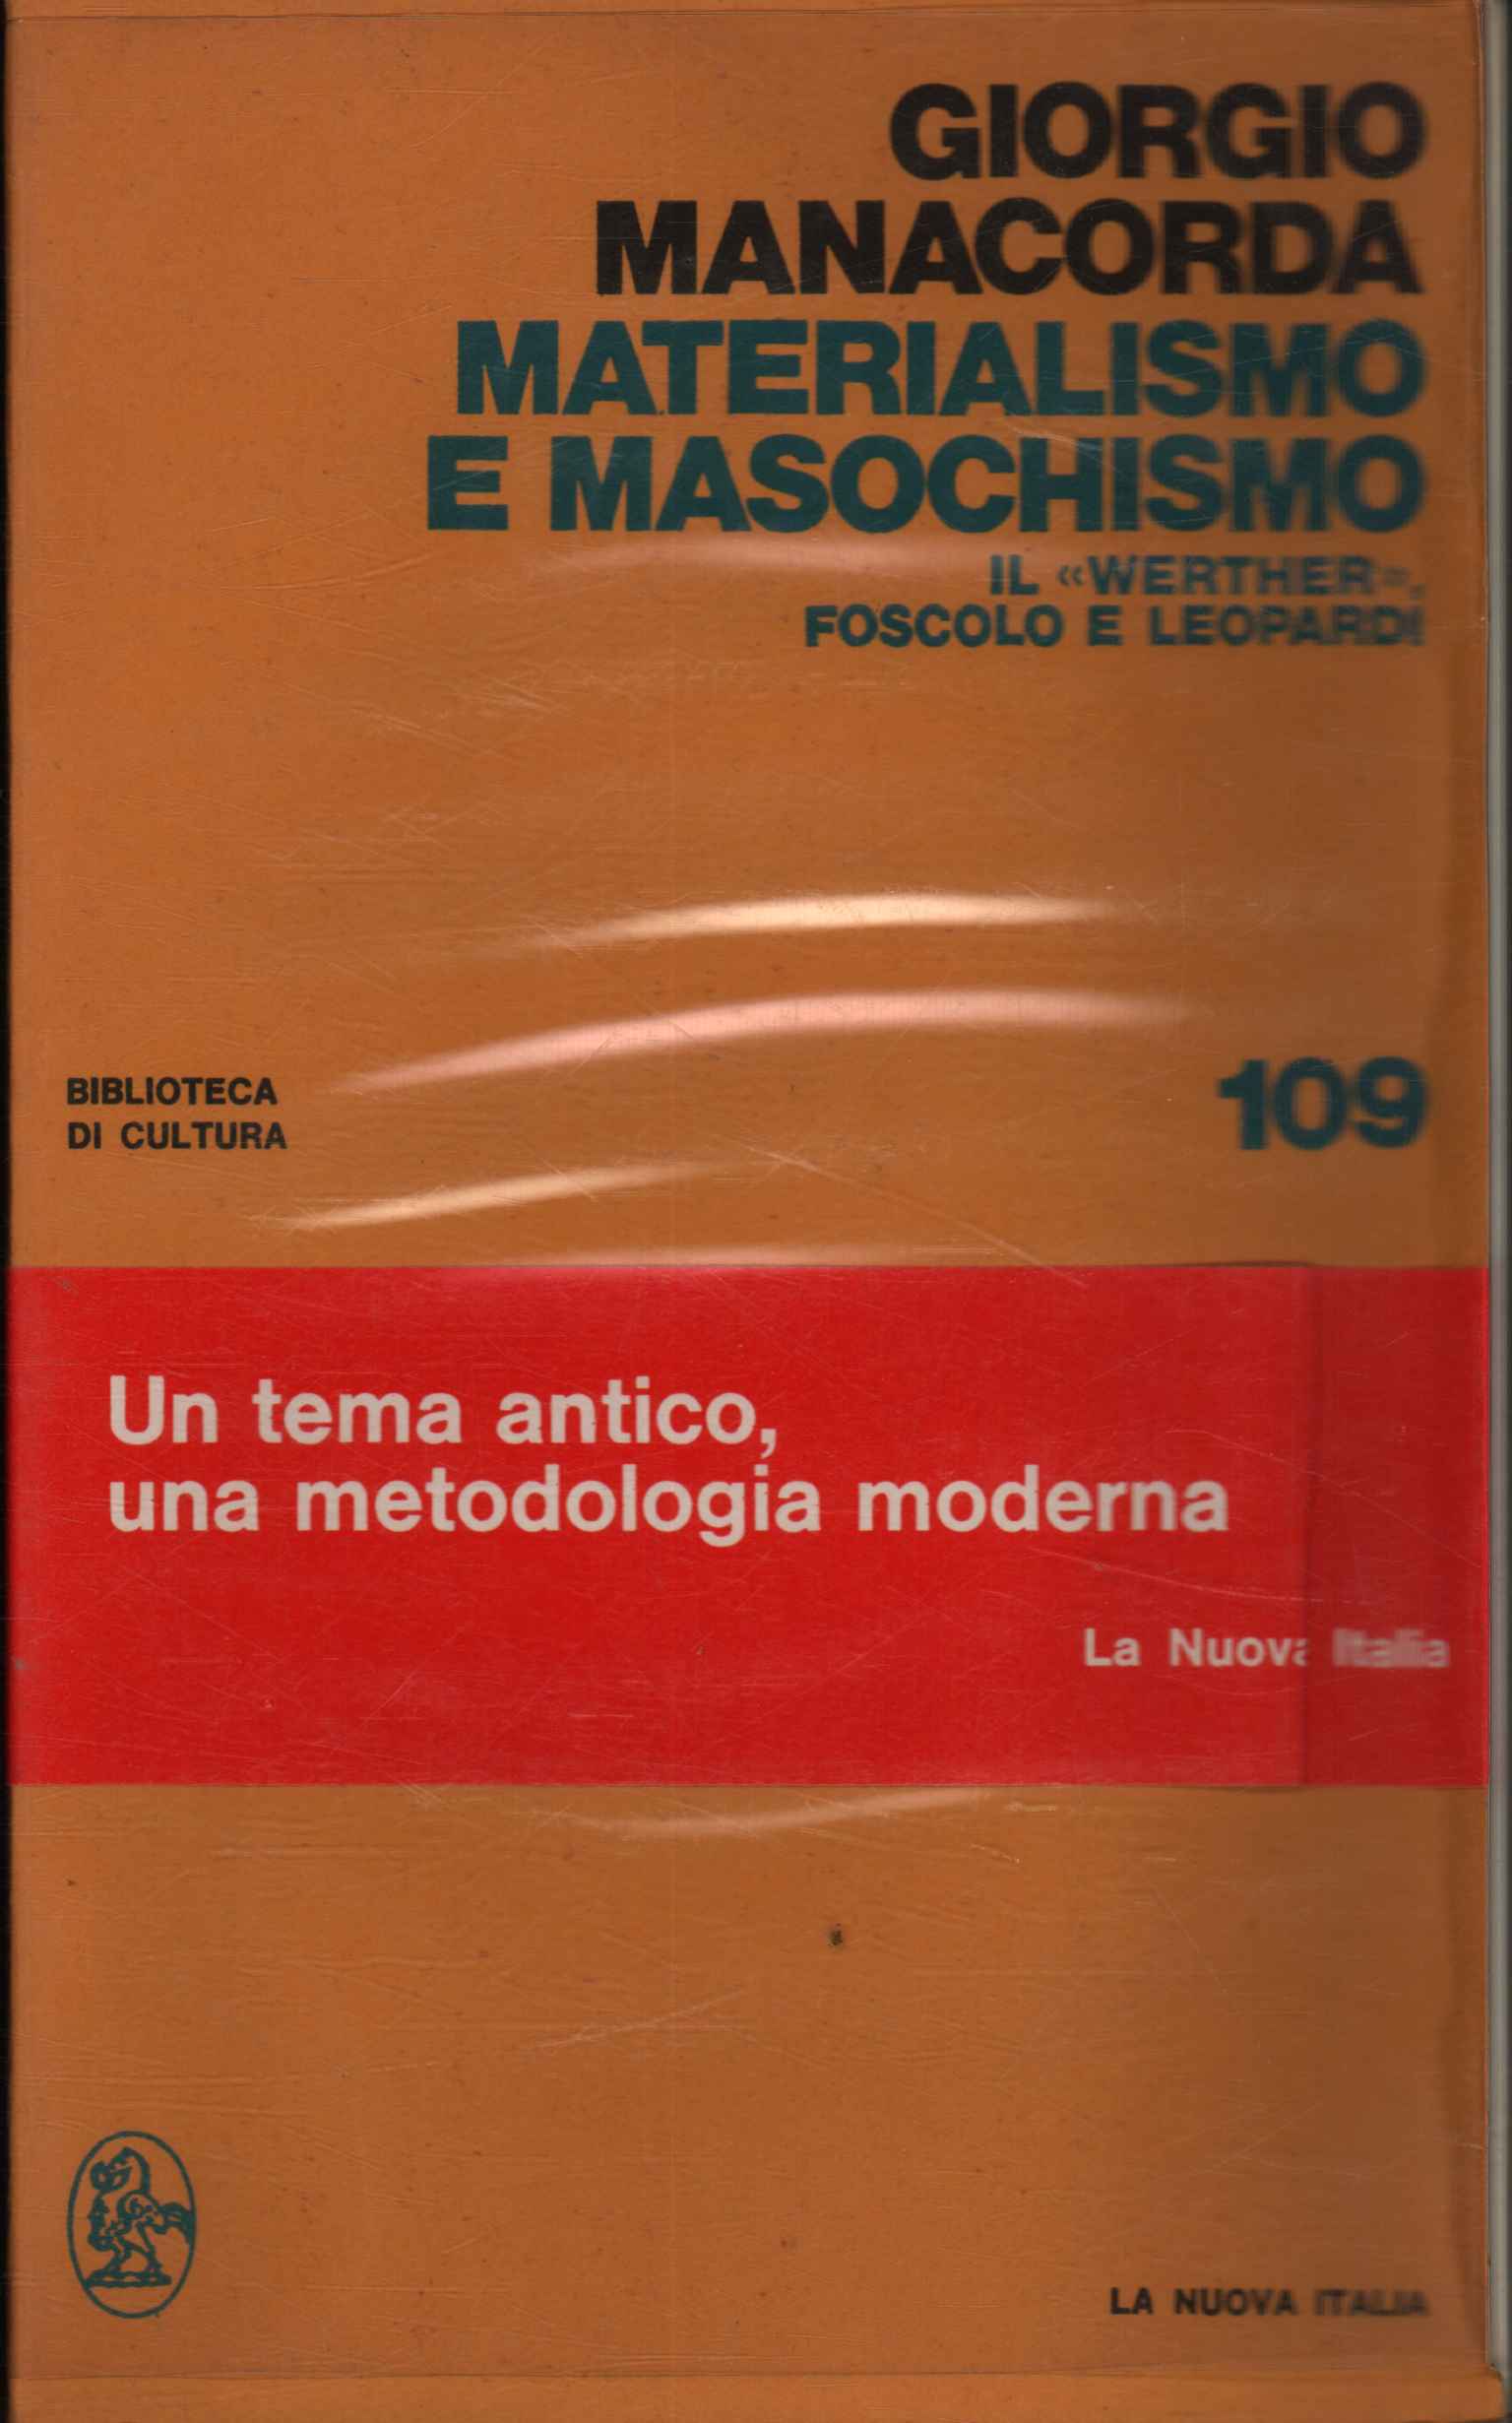 GIORGIO
MANACORDA
MATERIALISMO
E MASOCHISMO
IL «WERTHER»,
FOSCOLO E LEOPARDI
BIBLIOTECA
DI CULTURA
109
Un tema antico,
una metodologia moderna
La Nuova Italia
LA NUOVA ITALIA